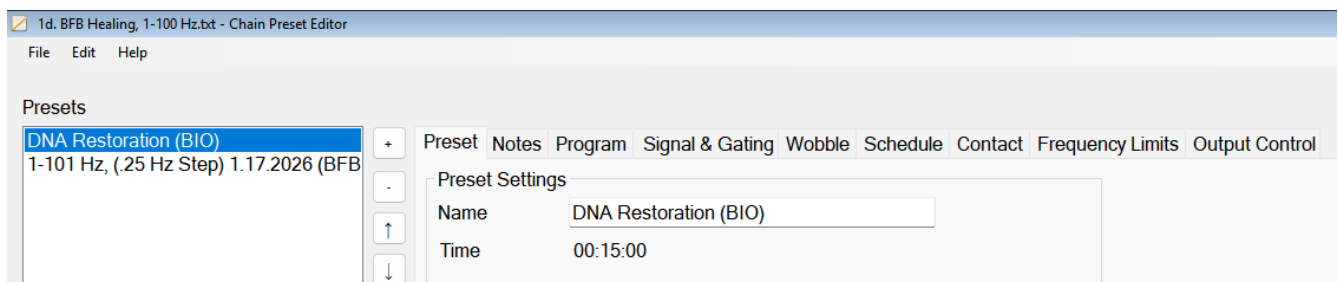 1d. BFB Healing, 1-100 Hz.txt - Chain Preset Editor
File Edit Help
Presets
DNA Restoration (BIO)
1-101 Hz, (.25 Hz Step) 1.17.2026 (BFB
+
-
↑
↓
Preset Notes Program Signal & Gating Wobble Schedule Contact Frequency Limits Output Control
Preset Settings
Name DNA Restoration (BIO)
Time 00:15:00